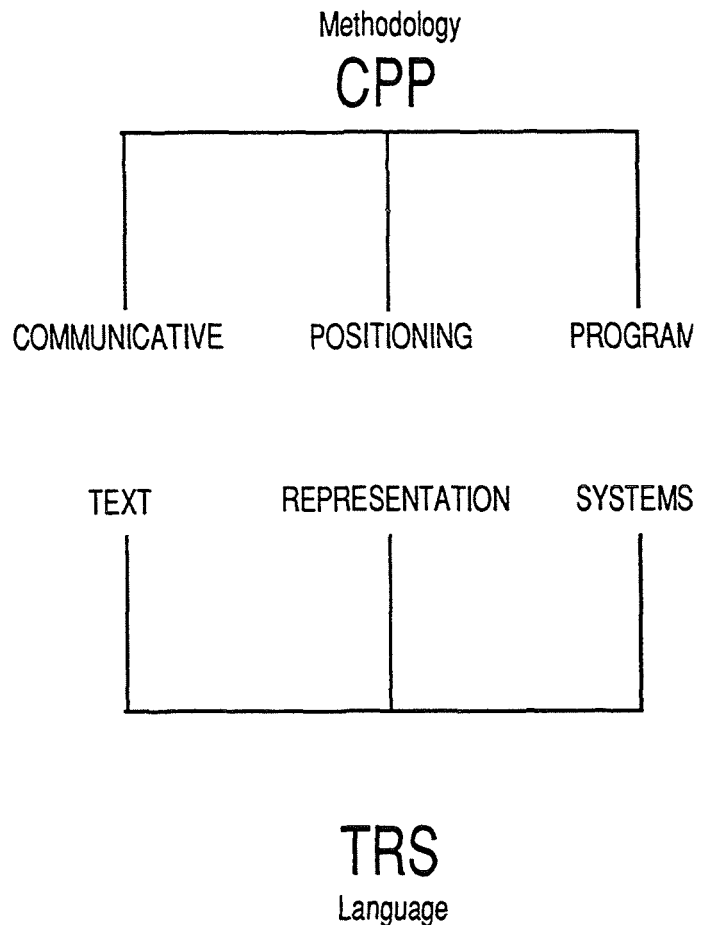 Methodology
CPP
COMMUNICATIVE POSITIONING PROGRAM
TEXT REPRESENTATION SYSTEMS
TRS
Language